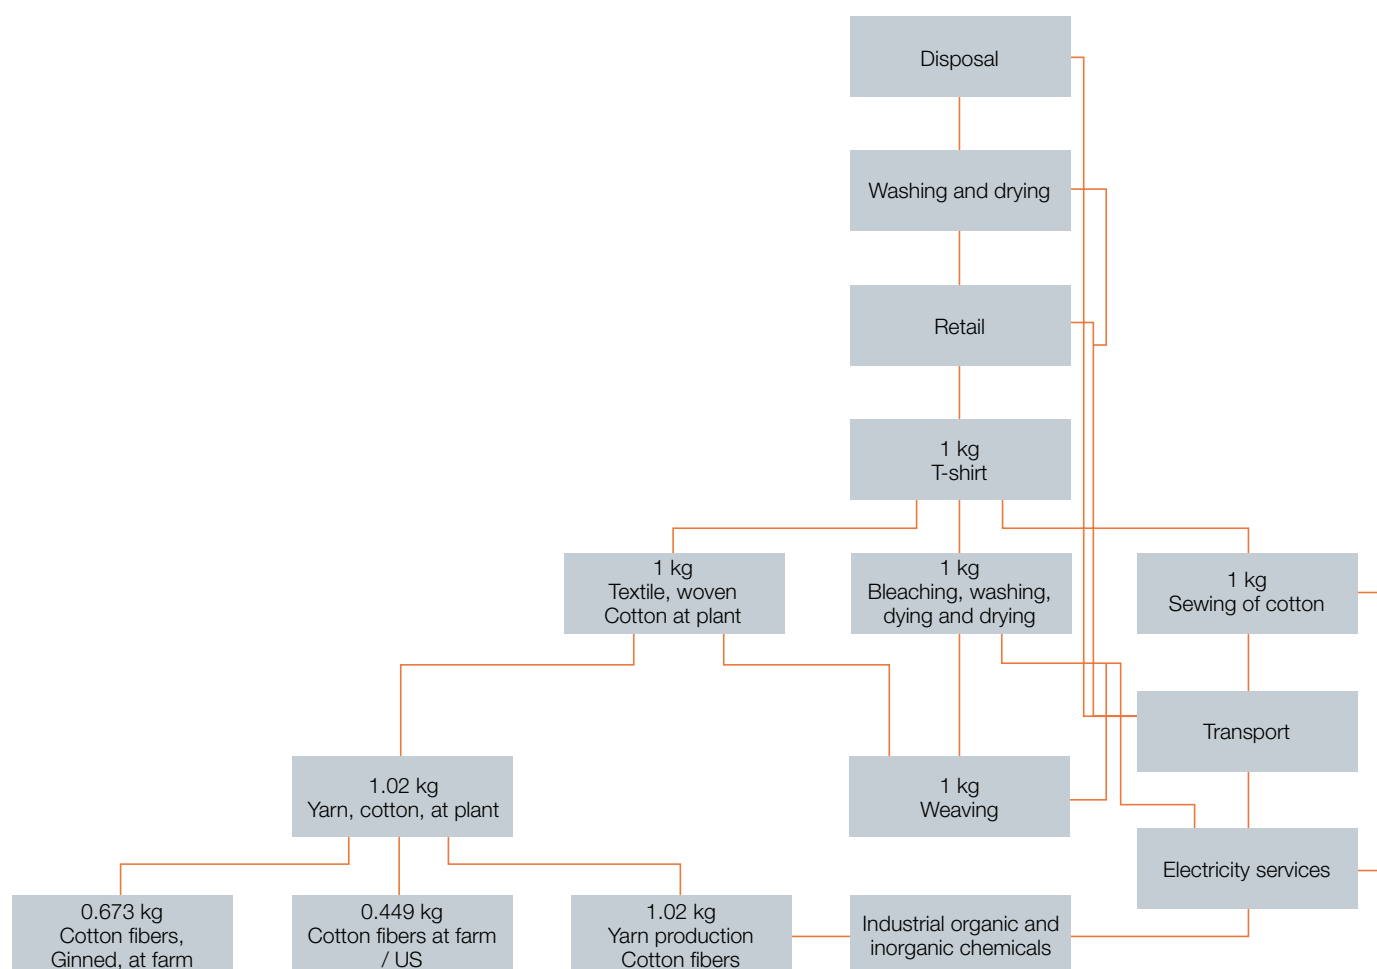 Disposal
Washing and drying
Retail
1 kg
T-shirt
1 kg
Textile, woven
Cotton at plant
1 kg
Bleaching, washing,
dying and drying
1 kg
Sewing of cotton
Transport
1.02 kg
Yarn, cotton, at plant
1 kg
Weaving
Electricity services
0.673 kg
Cotton fibers,
Ginned, at farm
0.449 kg
Cotton fibers at farm
/ US
1.02 kg
Yarn production
Cotton fibers
Industrial organic and
inorganic chemicals